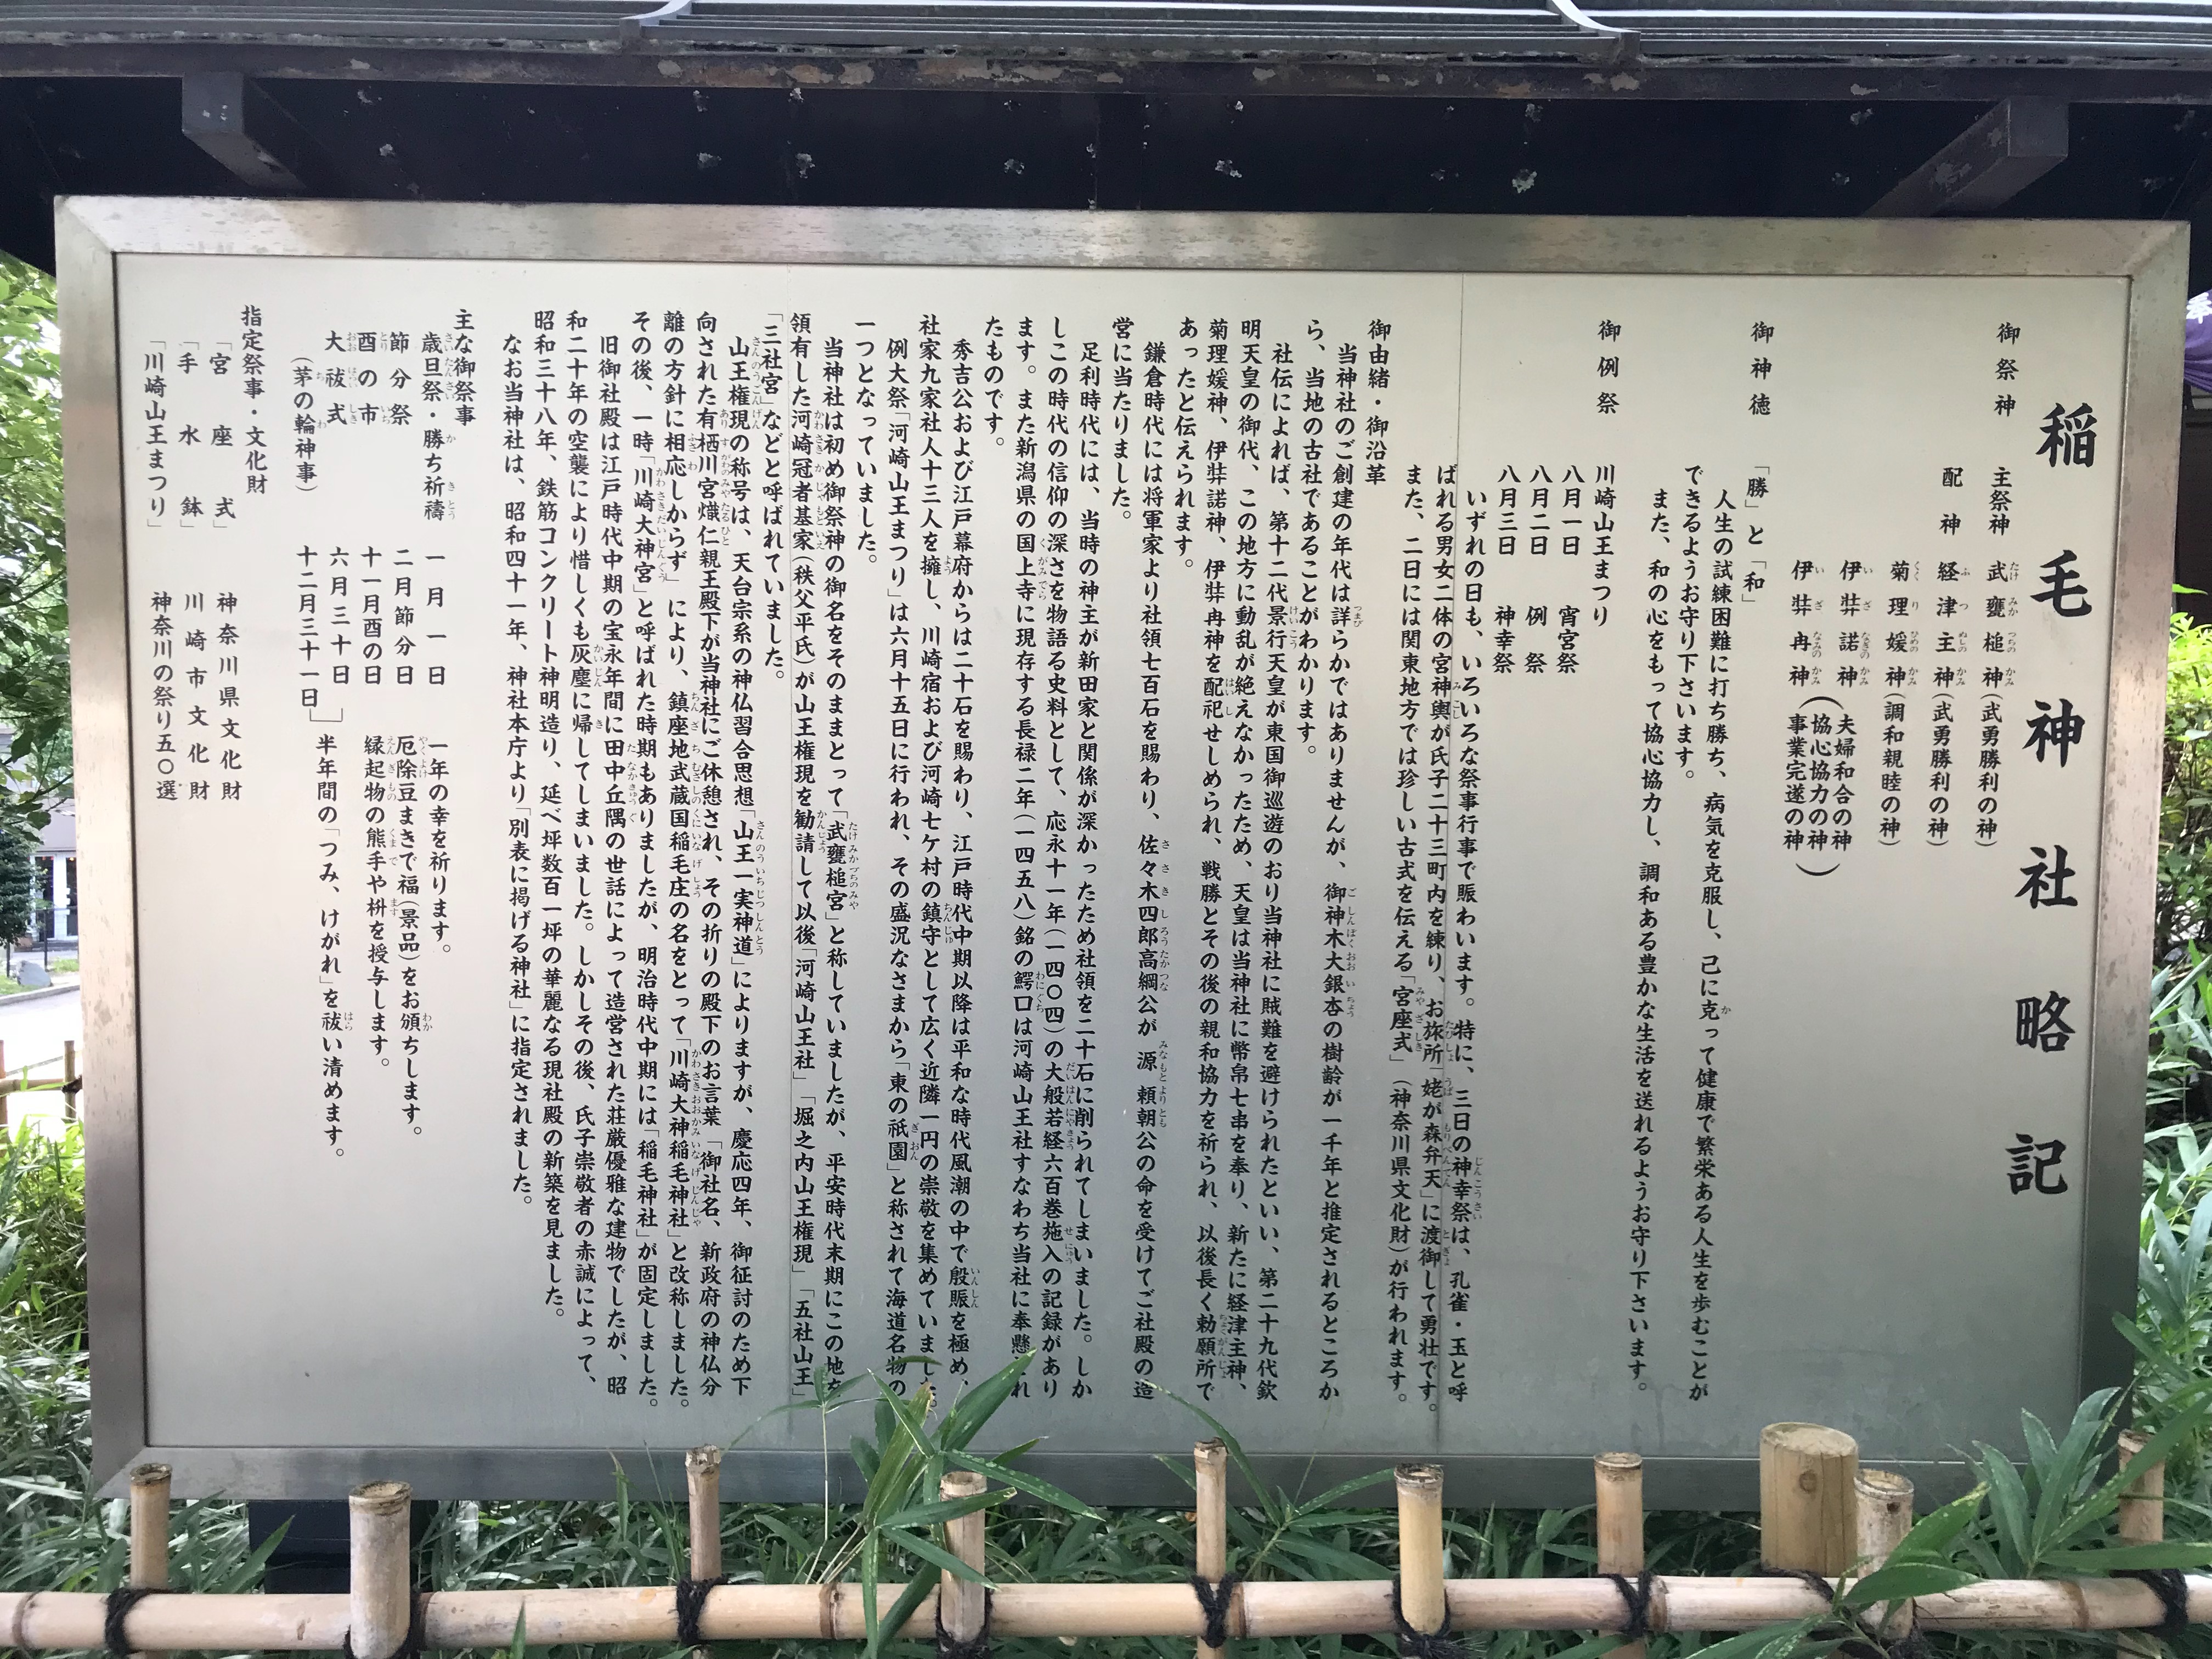 稲毛神社略記
御祭神
主祭神 武甕槌神（武勇勝利の神）
配神 経津主神（武勇勝利の神）
菊理媛神（調和親睦の神）
伊弉諾神
伊弉冉神
（夫婦和合の神
協心協力の神
事業完遂の神）
御神徳
「勝」と「和」
人生の試練困難に打ち勝ち、病気を克服し、己に克って健康で繁栄ある人生を歩むことが
できるようお守り下さいます。
また、和の心をもって協心協力し、調和ある豊かな生活を送れるようお守り下さいます。
御例祭
川崎山王まつり
八月一日 宵宮祭
八月二日 例祭
八月三日 神幸祭
いずれの日も、いろいろな祭事行事で賑わいます。特に、三日の神幸祭は、孔雀・玉と呼
ばれる男女二体の宮神輿が氏子二十三町内を練り、お旅所「姥が森弁天」に渡御して勇壮です。
また、二日には関東地方では珍しい古式を伝える「宮座式」（神奈川県文化財）が行われます。
御由緒・御沿革
当神社のご創建の年代は詳らかではありませんが、御神木大銀杏の樹齢が一千年と推定されるところか
ら、当地の古社であることがわかります。
社伝によれば、第十二代景行天皇が東国御巡遊のおり当神社に賊難を避けられたといい、第二十九代欽
明天皇の御代、この地方に動乱が絶えなかったため、天皇は当神社に幣帛七串を奉り、新たに経津主神、
菊理媛神、伊弉諾神、伊弉冉神を配祀せしめられ、戦勝とその後の親和協力を祈られ、以後長く勅願所で
あったと伝えられます。
鎌倉時代には将軍家より社領七百石を賜わり、佐々木四郎高綱公が源頼朝公の命を受けてご社殿の造
営に当たりました。
足利時代には、当時の神主が新田家と関係が深かったため社領を二十石に削られてしまいました。しか
しこの時代の信仰の深さを物語る史料として、応永十一年（一四〇四）の大般若経六百巻施入の記録があり
ます。また新潟県の国上寺に現存する長禄二年（一四五八）銘の鰐口は河崎山王社すなわち当社に奉懸され
たものです。
秀吉公および江戸幕府からは二十石を賜わり、江戸時代中期以降は平和な時代風潮の中で殷賑を極め、
社家九家社人十三人を擁し、川崎宿および河崎七ケ村の鎮守として広く近隣一円の崇敬を集めていました。
例大祭「河崎山王まつり」は六月十五日に行われ、その盛況なさまから「東の祇園」と称されて海道名物の
一つとなっていました。
当神社は初め御祭神の御名をそのままとって「武甕槌宮」と称していましたが、平安時代末期にこの地を
領有した河崎冠者基家（秩父平氏）が山王権現を勧請して以後「河崎山王社」「堀之内山王権現」「五社山王」
「三社宮」などと呼ばれていました。
山王権現の称号は、天台宗系の神仏習合思想「山王一実神道」によりますが、慶応四年、御征討のため下
向された有栖川宮熾仁親王殿下が当神社にご休憩され、その折りの殿下のお言葉「御社名、新政府の神仏分
離の方針に相応しからず」により、鎮座地武蔵国稲毛庄の名をとって「川崎大神稲毛神社」と改称しました。
その後、一時「川崎大神宮」と呼ばれた時期もありましたが、明治時代中期には「稲毛神社」が固定しました。
旧御社殿は江戸時代中期の宝永年間に田中丘隅の世話によって造営された荘厳優雅な建物でしたが、昭
和二十年の空襲により惜しくも灰塵に帰してしまいました。しかしその後、氏子崇敬者の赤誠によって、
昭和三十八年、鉄筋コンクリート神明造り、延べ坪数百一坪の華麗なる現社殿の新築を見ました。
なお当神社は、昭和四十一年、神社本庁より「別表に掲げる神社」に指定されました。
主な御祭事
歳旦祭・勝ち祈禱 一月一日 一年の幸を祈ります。
節分祭 二月節分日 厄除豆まきで福（景品）をお頒ちします。
酉の市 十一月酉の日 縁起物の熊手や枡を授与します。
大祓式 六月三十日
（茅の輪神事） 十二月三十一日
半年間の「つみ、けがれ」を祓い清めます。
指定祭事・文化財
「宮座式」 神奈川県文化財
「手水鉢」 川崎市文化財
「川崎山王まつり」 神奈川の祭り五〇選